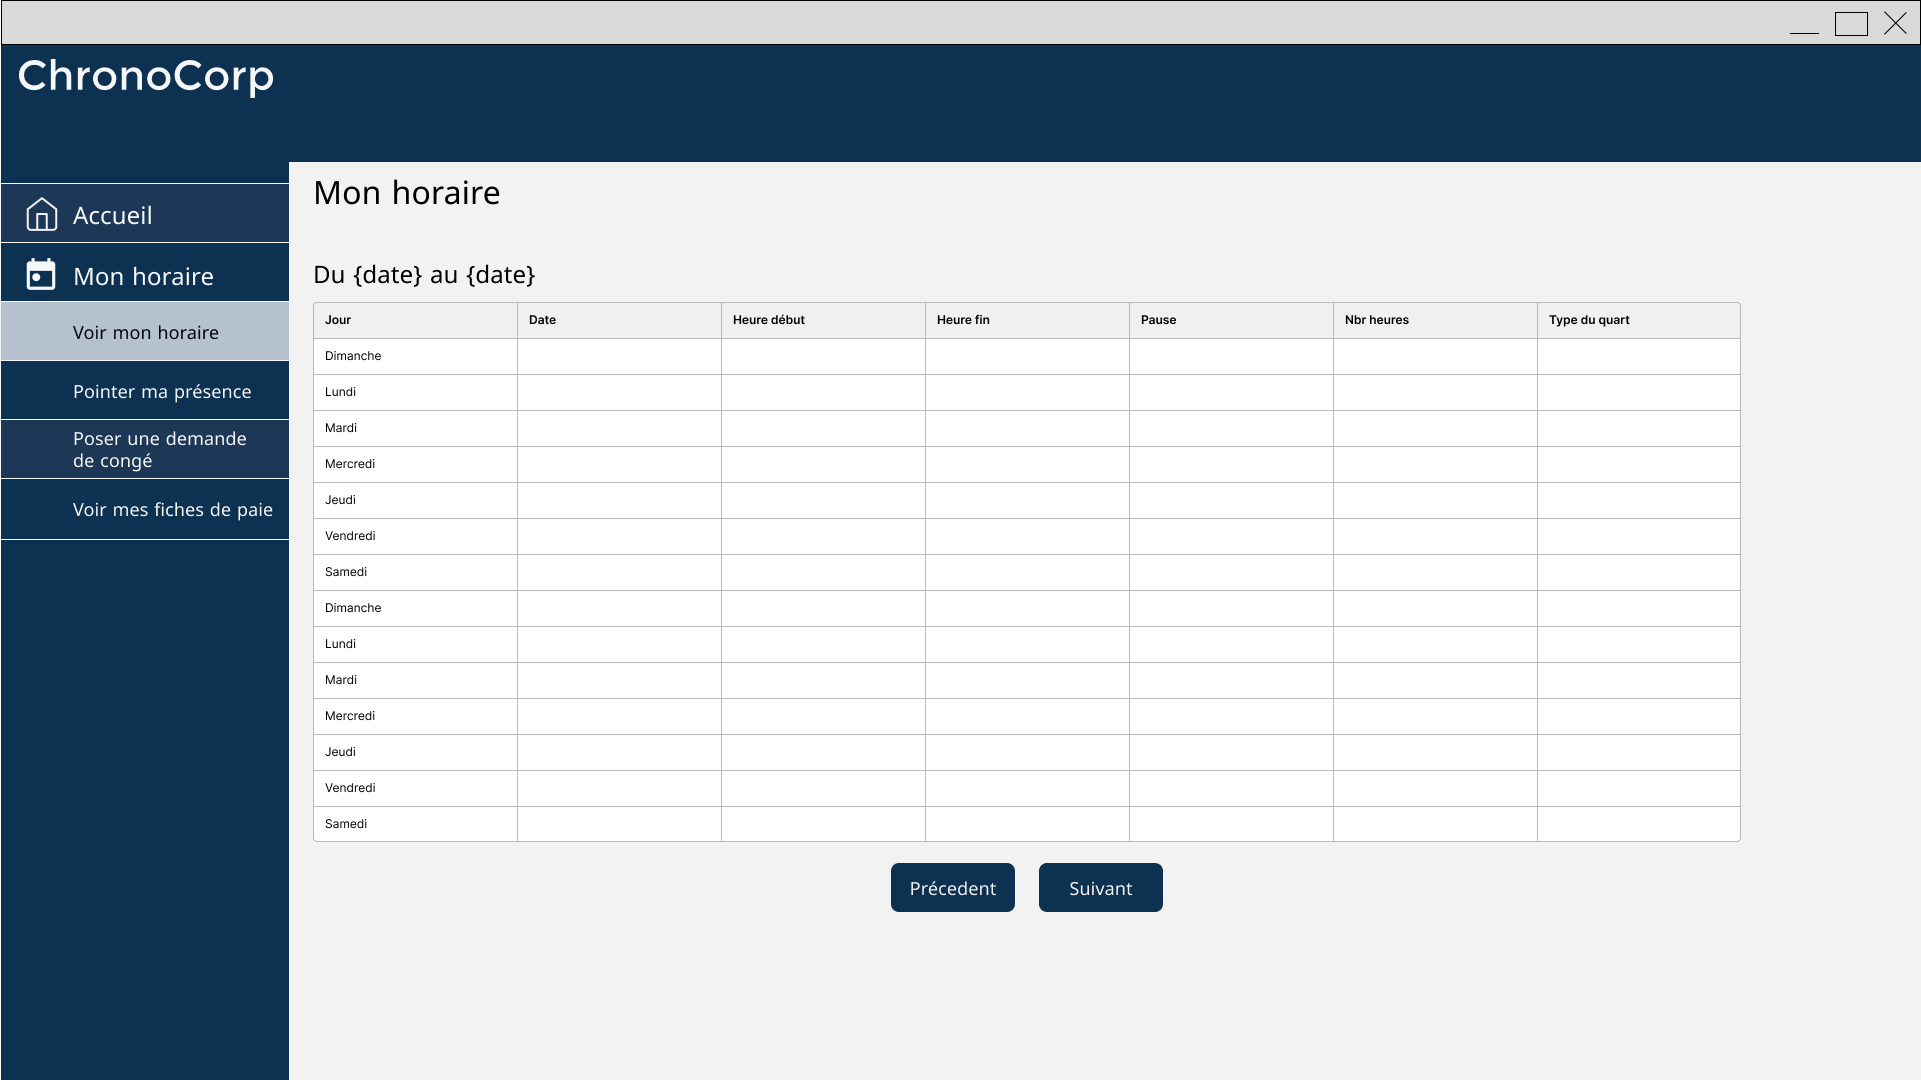 ChronoCorp
Accueil
Mon horaire
Voir mon horaire
Pointer ma présence
Poser une demande
de congé
Voir mes fiches de paie
Mon horaire
Du {date} au {date}
Jour Date Heure début Heure fin Pause Nbr heures Type du quart
Dimanche
Lundi
Mardi
Mercredi
Jeudi
Vendredi
Samedi
Dimanche
Lundi
Mardi
Mercredi
Jeudi
Vendredi
Samedi
Précedent Suivant